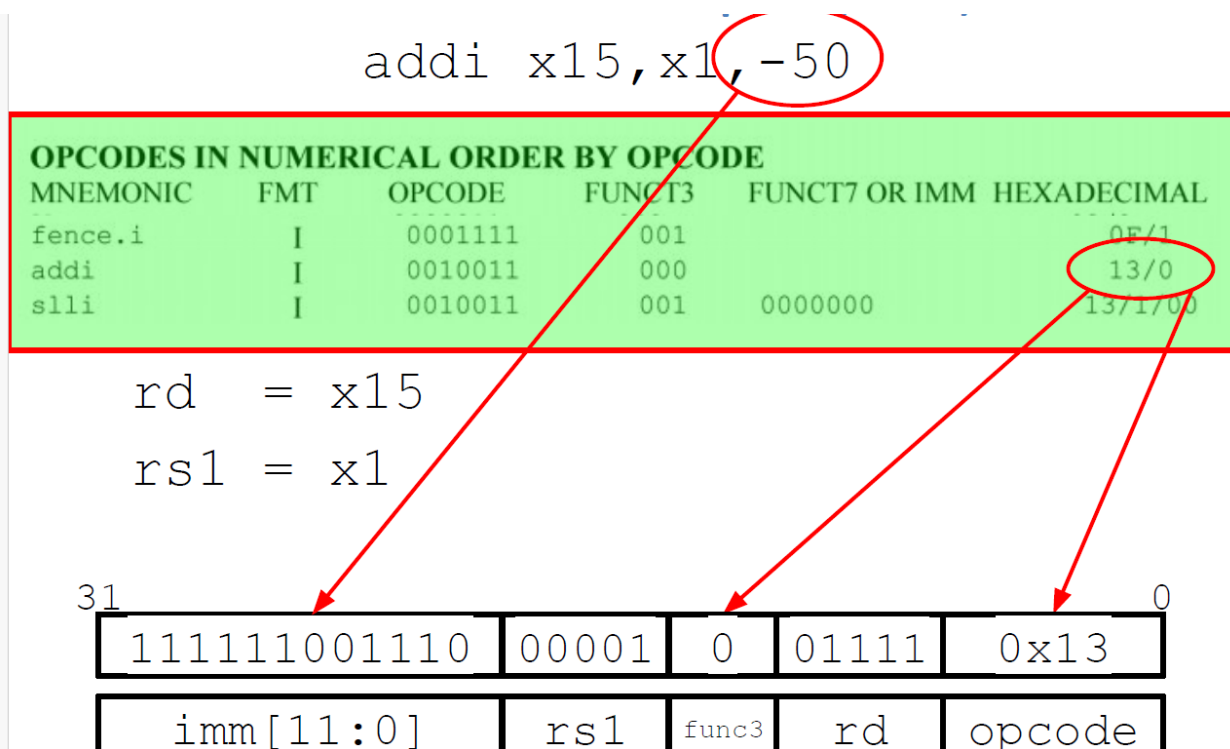 addi x15,x1,-50
OPCODES IN NUMERICAL ORDER BY OPCODE
MNEMONIC FMT OPCODE FUNCT3 FUNCT7 OR IMM HEXADECIMAL
fence.i I 0001111 001 0F/1
addi I 0010011 000 13/0
slli I 0010011 001 0000000 13/1/00
rd = x15
rs1 = x1
31 0
111111001110 00001 0 01111 0x13
imm[11:0] rs1 func3 rd opcode